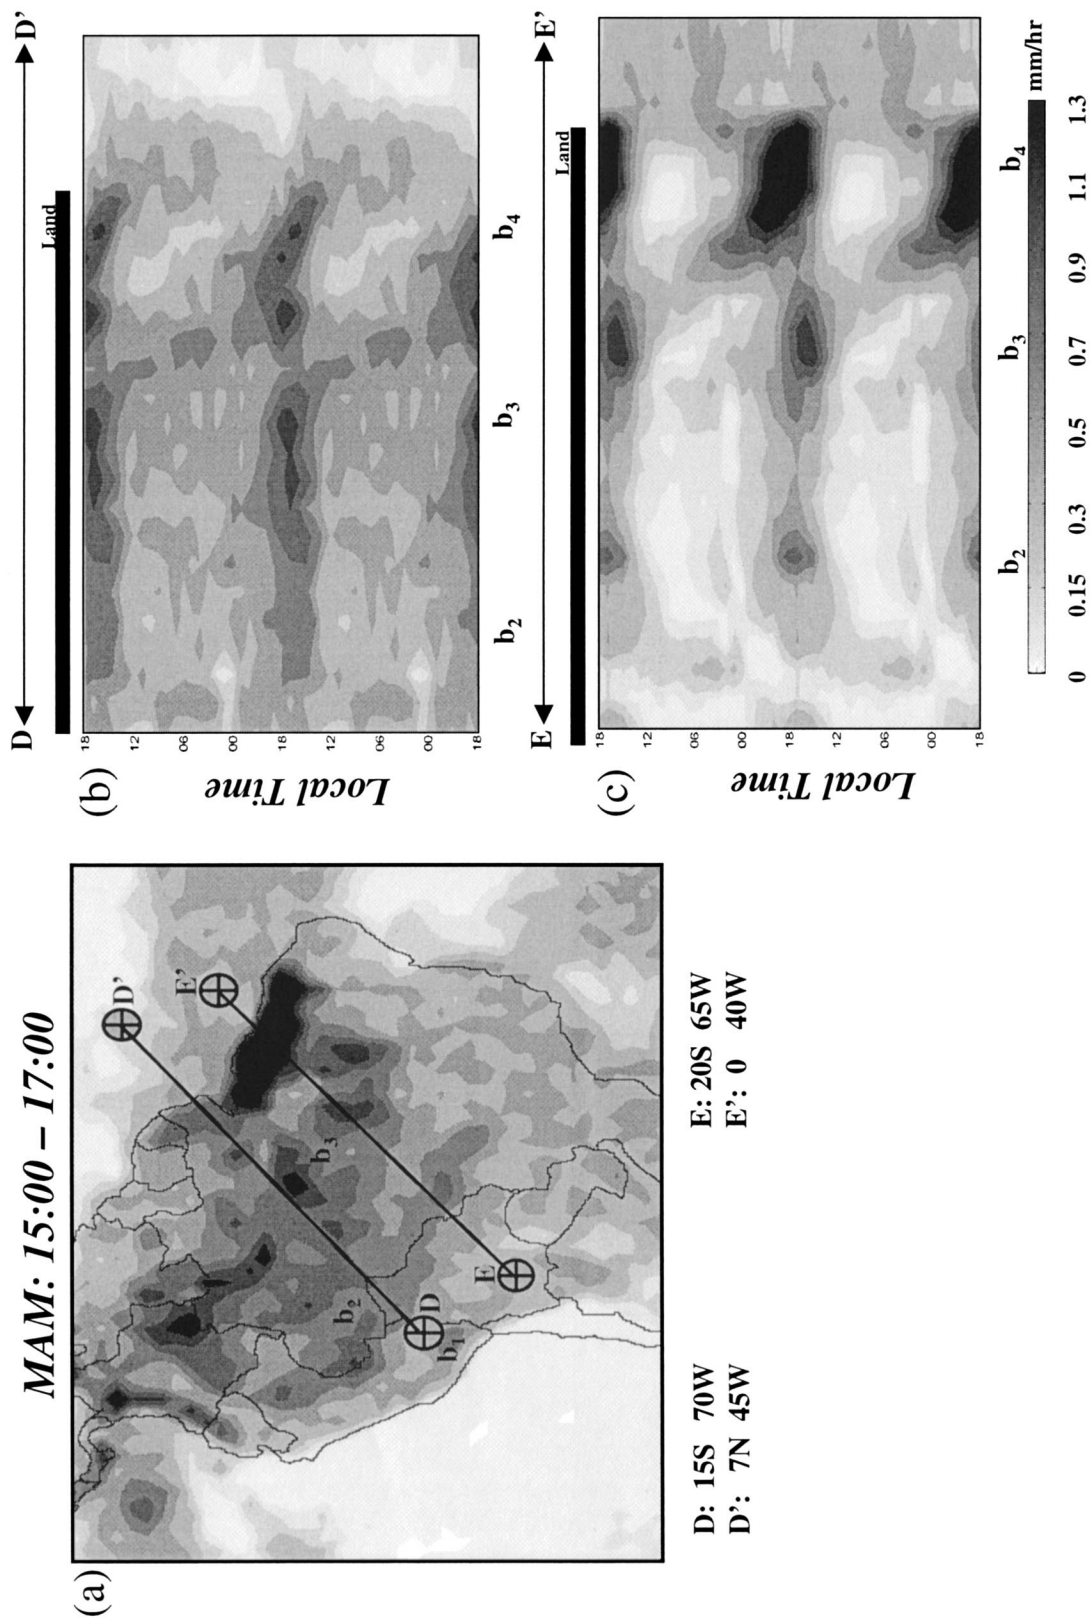 MAM: 15:00 – 17:00
(a)
D'
E'
b3
b2
D
E
b1
D: 15S 70W
D': 7N 45W
E: 20S 65W
E': 0 40W
(b)
D
D'
Land
Local Time
18
12
06
00
18
12
06
00
18
b2
b3
b4
(c)
E
E'
Land
Local Time
18
12
06
00
18
12
06
00
18
b2
b3
b4
mm/hr
0 0.15 0.3 0.5 0.7 0.9 1.1 1.3